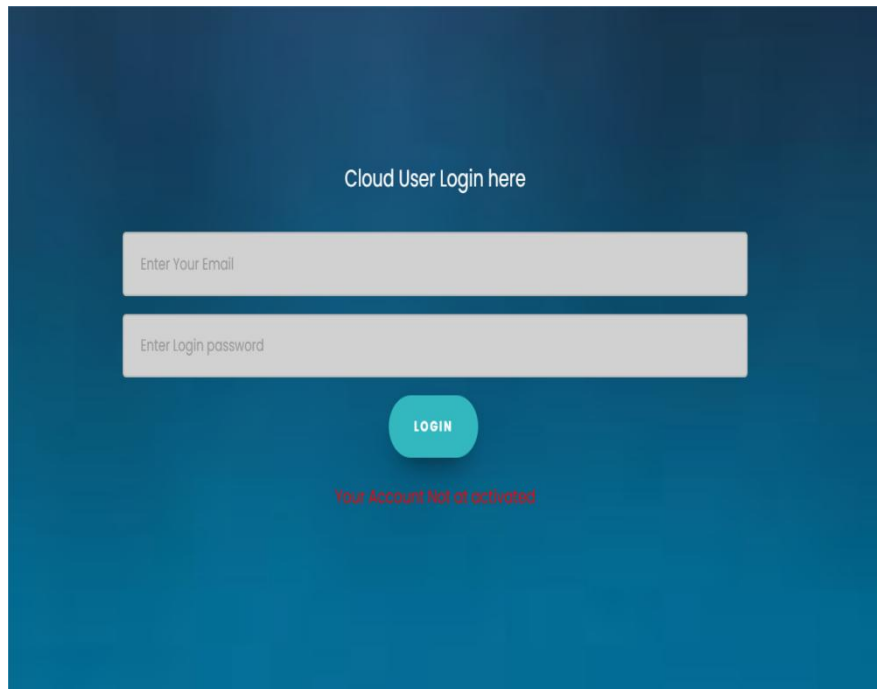 Cloud User Login here
Enter Your Email
Enter Login password
LOGIN
Your Account Not at activated